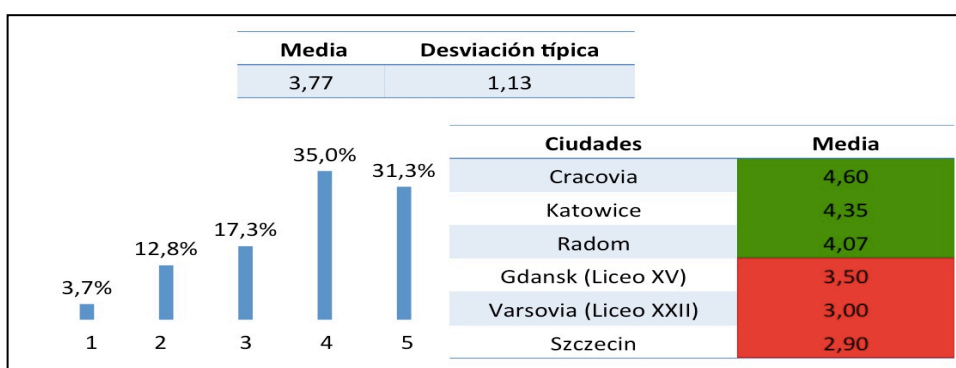 Media Desviación típica
3,77 1,13
3,7% 12,8% 17,3% 35,0% 31,3%
1 2 3 4 5
Ciudades Media
Cracovia 4,60
Katowice 4,35
Radom 4,07
Gdansk (Liceo XV) 3,50
Varsovia (Liceo XXII) 3,00
Szczecin 2,90